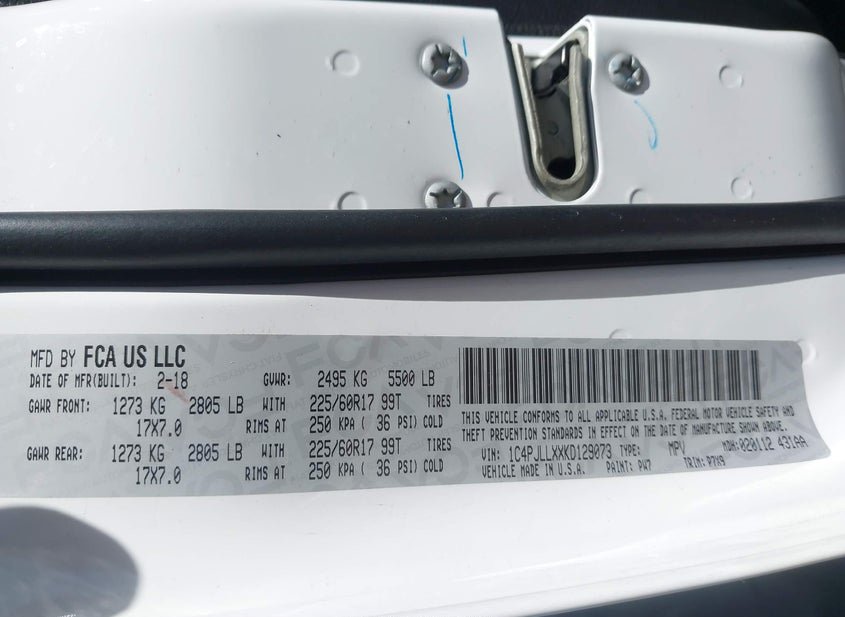 MFD BY FCA US LLC
DATE OF MFR(BUILT): 2-18 GVWR: 2495 KG 5500 LB
GAWR FRONT: 1273 KG 2805 LB WITH 225/60R17 99T TIRES
17X7.0 RIMS AT 250 KPA ( 36 PSI) COLD
GAWR REAR: 1273 KG 2805 LB WITH 225/60R17 99T TIRES
17X7.0 RIMS AT 250 KPA ( 36 PSI) COLD
THIS VEHICLE CONFORMS TO ALL APPLICABLE U.S.A. FEDERAL MOTOR VEHICLE SAFETY AND
THEFT PREVENTION STANDARDS IN EFFECT ON THE DATE OF MANUFACTURE SHOWN ABOVE.
VIN: 1C4PJLLXXKD129073 TYPE: MPV MDH: 020112 431AA
VEHICLE MADE IN U.S.A. PAINT: PW7 TRIM: P7X9